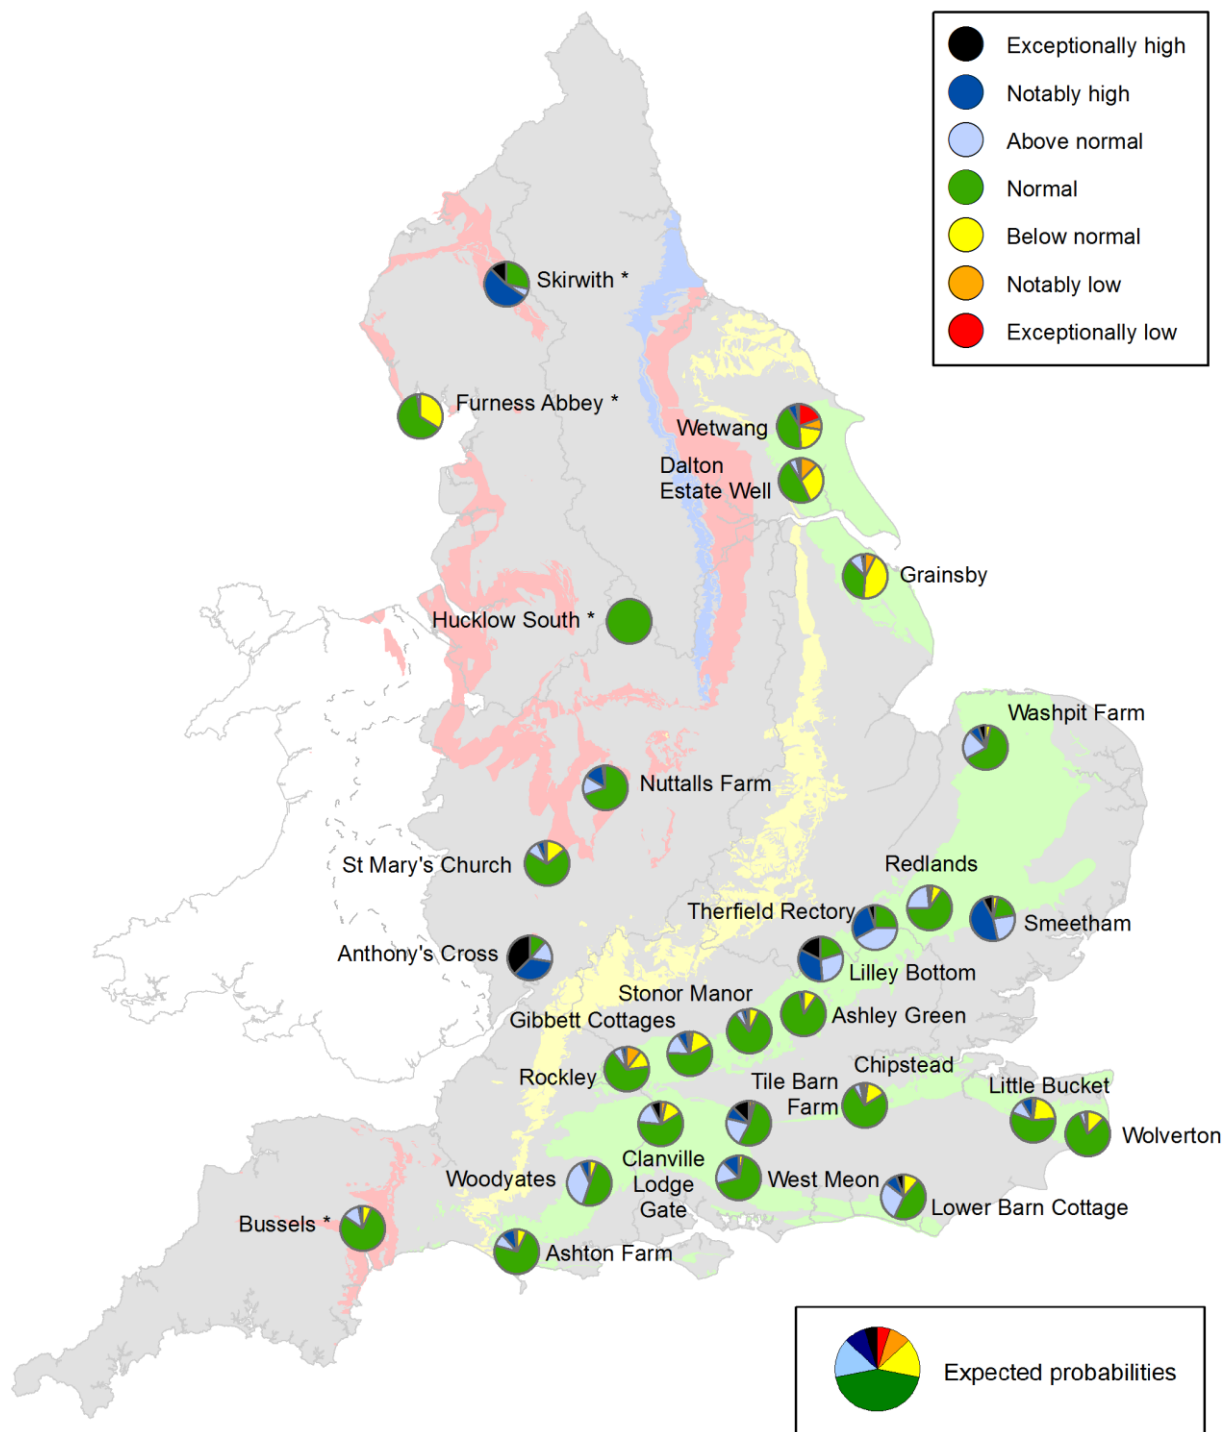 Exceptionally high
Notably high
Above normal
Normal
Below normal
Notably low
Exceptionally low
Skirwith *
Furness Abbey *
Wetwang
Dalton
Estate Well
Grainsby
Hucklow South *
Washpit Farm
Nuttalls Farm
St Mary's Church
Redlands
Therfield Rectory
Smeetham
Anthony's Cross
Lilley Bottom
Stonor Manor
Gibbett Cottages
Ashley Green
Rockley
Chipstead
Tile Barn
Farm
Little Bucket
Wolverton
Clanville
Lodge
Gate
Woodyates
West Meon
Lower Barn Cottage
Bussels *
Ashton Farm
Expected probabilities